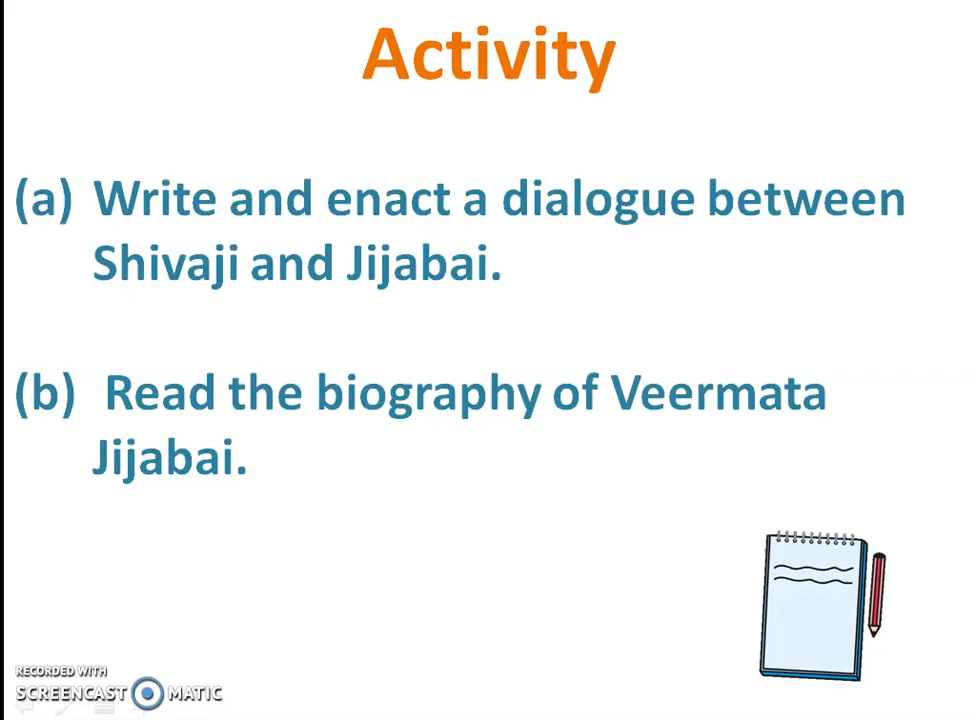 Activity
(a) Write and enact a dialogue between
Shivaji and Jijabai.
(b) Read the biography of Veermata
Jijabai.
RECORDED WITH
SCREENCAST MATIC